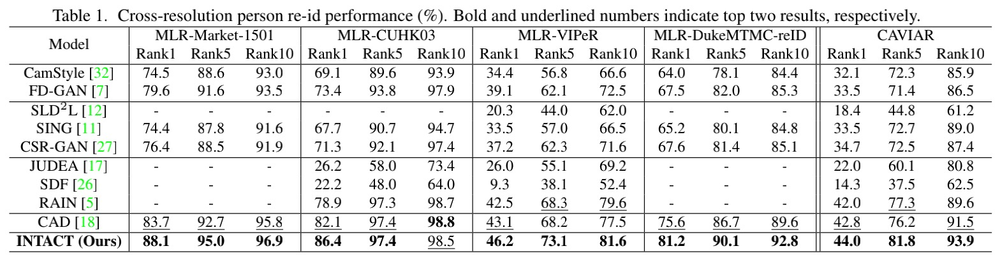 Table 1. Cross-resolution person re-id performance (%). Bold and underlined numbers indicate top two results, respectively.
Model MLR-Market-1501 MLR-CUHK03 MLR-VIPeR MLR-DukeMTMC-reID CAVIAR
Rank1 Rank5 Rank10 Rank1 Rank5 Rank10 Rank1 Rank5 Rank10 Rank1 Rank5 Rank10 Rank1 Rank5 Rank10
CamStyle [32] 74.5 88.6 93.0 69.1 89.6 93.9 34.4 56.8 66.6 64.0 78.1 84.4 32.1 72.3 85.9
FD-GAN [7] 79.6 91.6 93.5 73.4 93.8 97.9 39.1 62.1 72.5 67.5 82.0 85.3 33.5 71.4 86.5
SLD²L [12] - - - - - - 20.3 44.0 62.0 - - - 18.4 44.8 61.2
SING [11] 74.4 87.8 91.6 67.7 90.7 94.7 33.5 57.0 66.5 65.2 80.1 84.8 33.5 72.7 89.0
CSR-GAN [27] 76.4 88.5 91.9 71.3 92.1 97.4 37.2 62.3 71.6 67.6 81.4 85.1 34.7 72.5 87.4
JUDEA [17] - - - 26.2 58.0 73.4 26.0 55.1 69.2 - - - 22.0 60.1 80.8
SDF [26] - - - 22.2 48.0 64.0 9.3 38.1 52.4 - - - 14.3 37.5 62.5
RAIN [5] - - - 78.9 97.3 98.7 42.5 68.3 79.6 - - - 42.0 77.3 89.6
CAD [18] 83.7 92.7 95.8 82.1 97.4 98.8 43.1 68.2 77.5 75.6 86.7 89.6 42.8 76.2 91.5
INTACT (Ours) 88.1 95.0 96.9 86.4 97.4 98.5 46.2 73.1 81.6 81.2 90.1 92.8 44.0 81.8 93.9